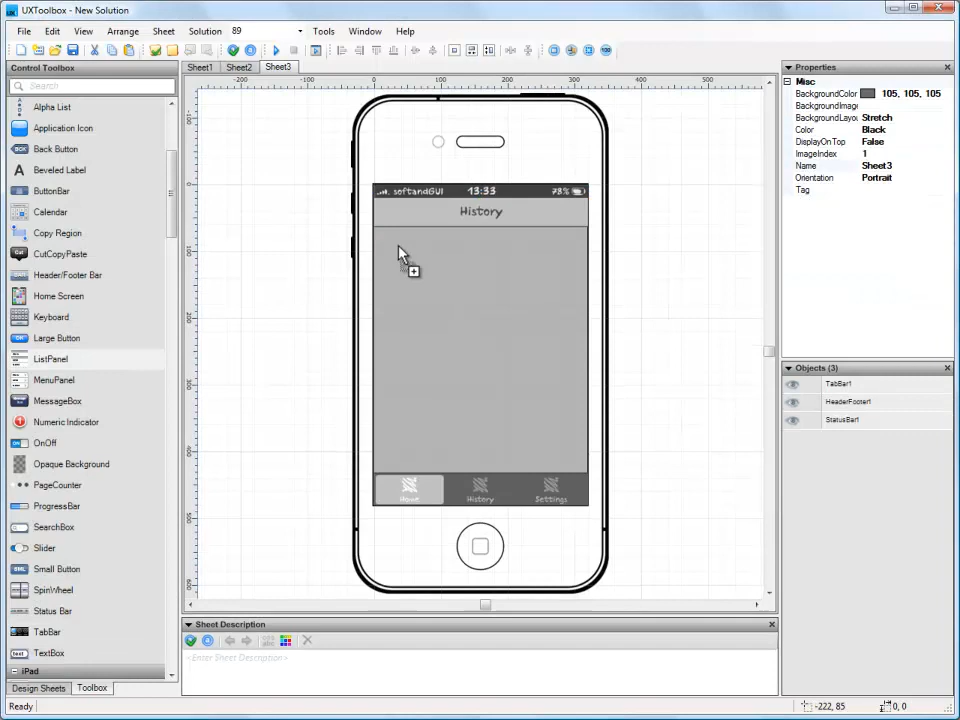 UXToolbox - New Solution
File Edit View Arrange Sheet Solution 89 Tools Window Help
Control Toolbox
Search
Alpha List
Application Icon
Back Button
Beveled Label
ButtonBar
Calendar
Copy Region
CutCopyPaste
Header/Footer Bar
Home Screen
Keyboard
Large Button
ListPanel
MenuPanel
MessageBox
Numeric Indicator
OnOff
Opaque Background
PageCounter
ProgressBar
SearchBox
Slider
Small Button
SpinWheel
Status Bar
TabBar
TextBox
iPad
Design Sheets Toolbox
Ready
Sheet1 Sheet2 Sheet3
-200 -100 0 100 200 300 400 500
softandGUI 13:33 78%
History
Home History Settings
Sheet Description
<Enter Sheet Description>
Properties
Misc
BackgroundColor 105, 105, 105
BackgroundImag
BackgroundLayou Stretch
Color Black
DisplayOnTop False
ImageIndex 1
Name Sheet3
Orientation Portrait
Tag
Objects (3)
TabBar1
HeaderFooter1
StatusBar1
-222, 85 0, 0